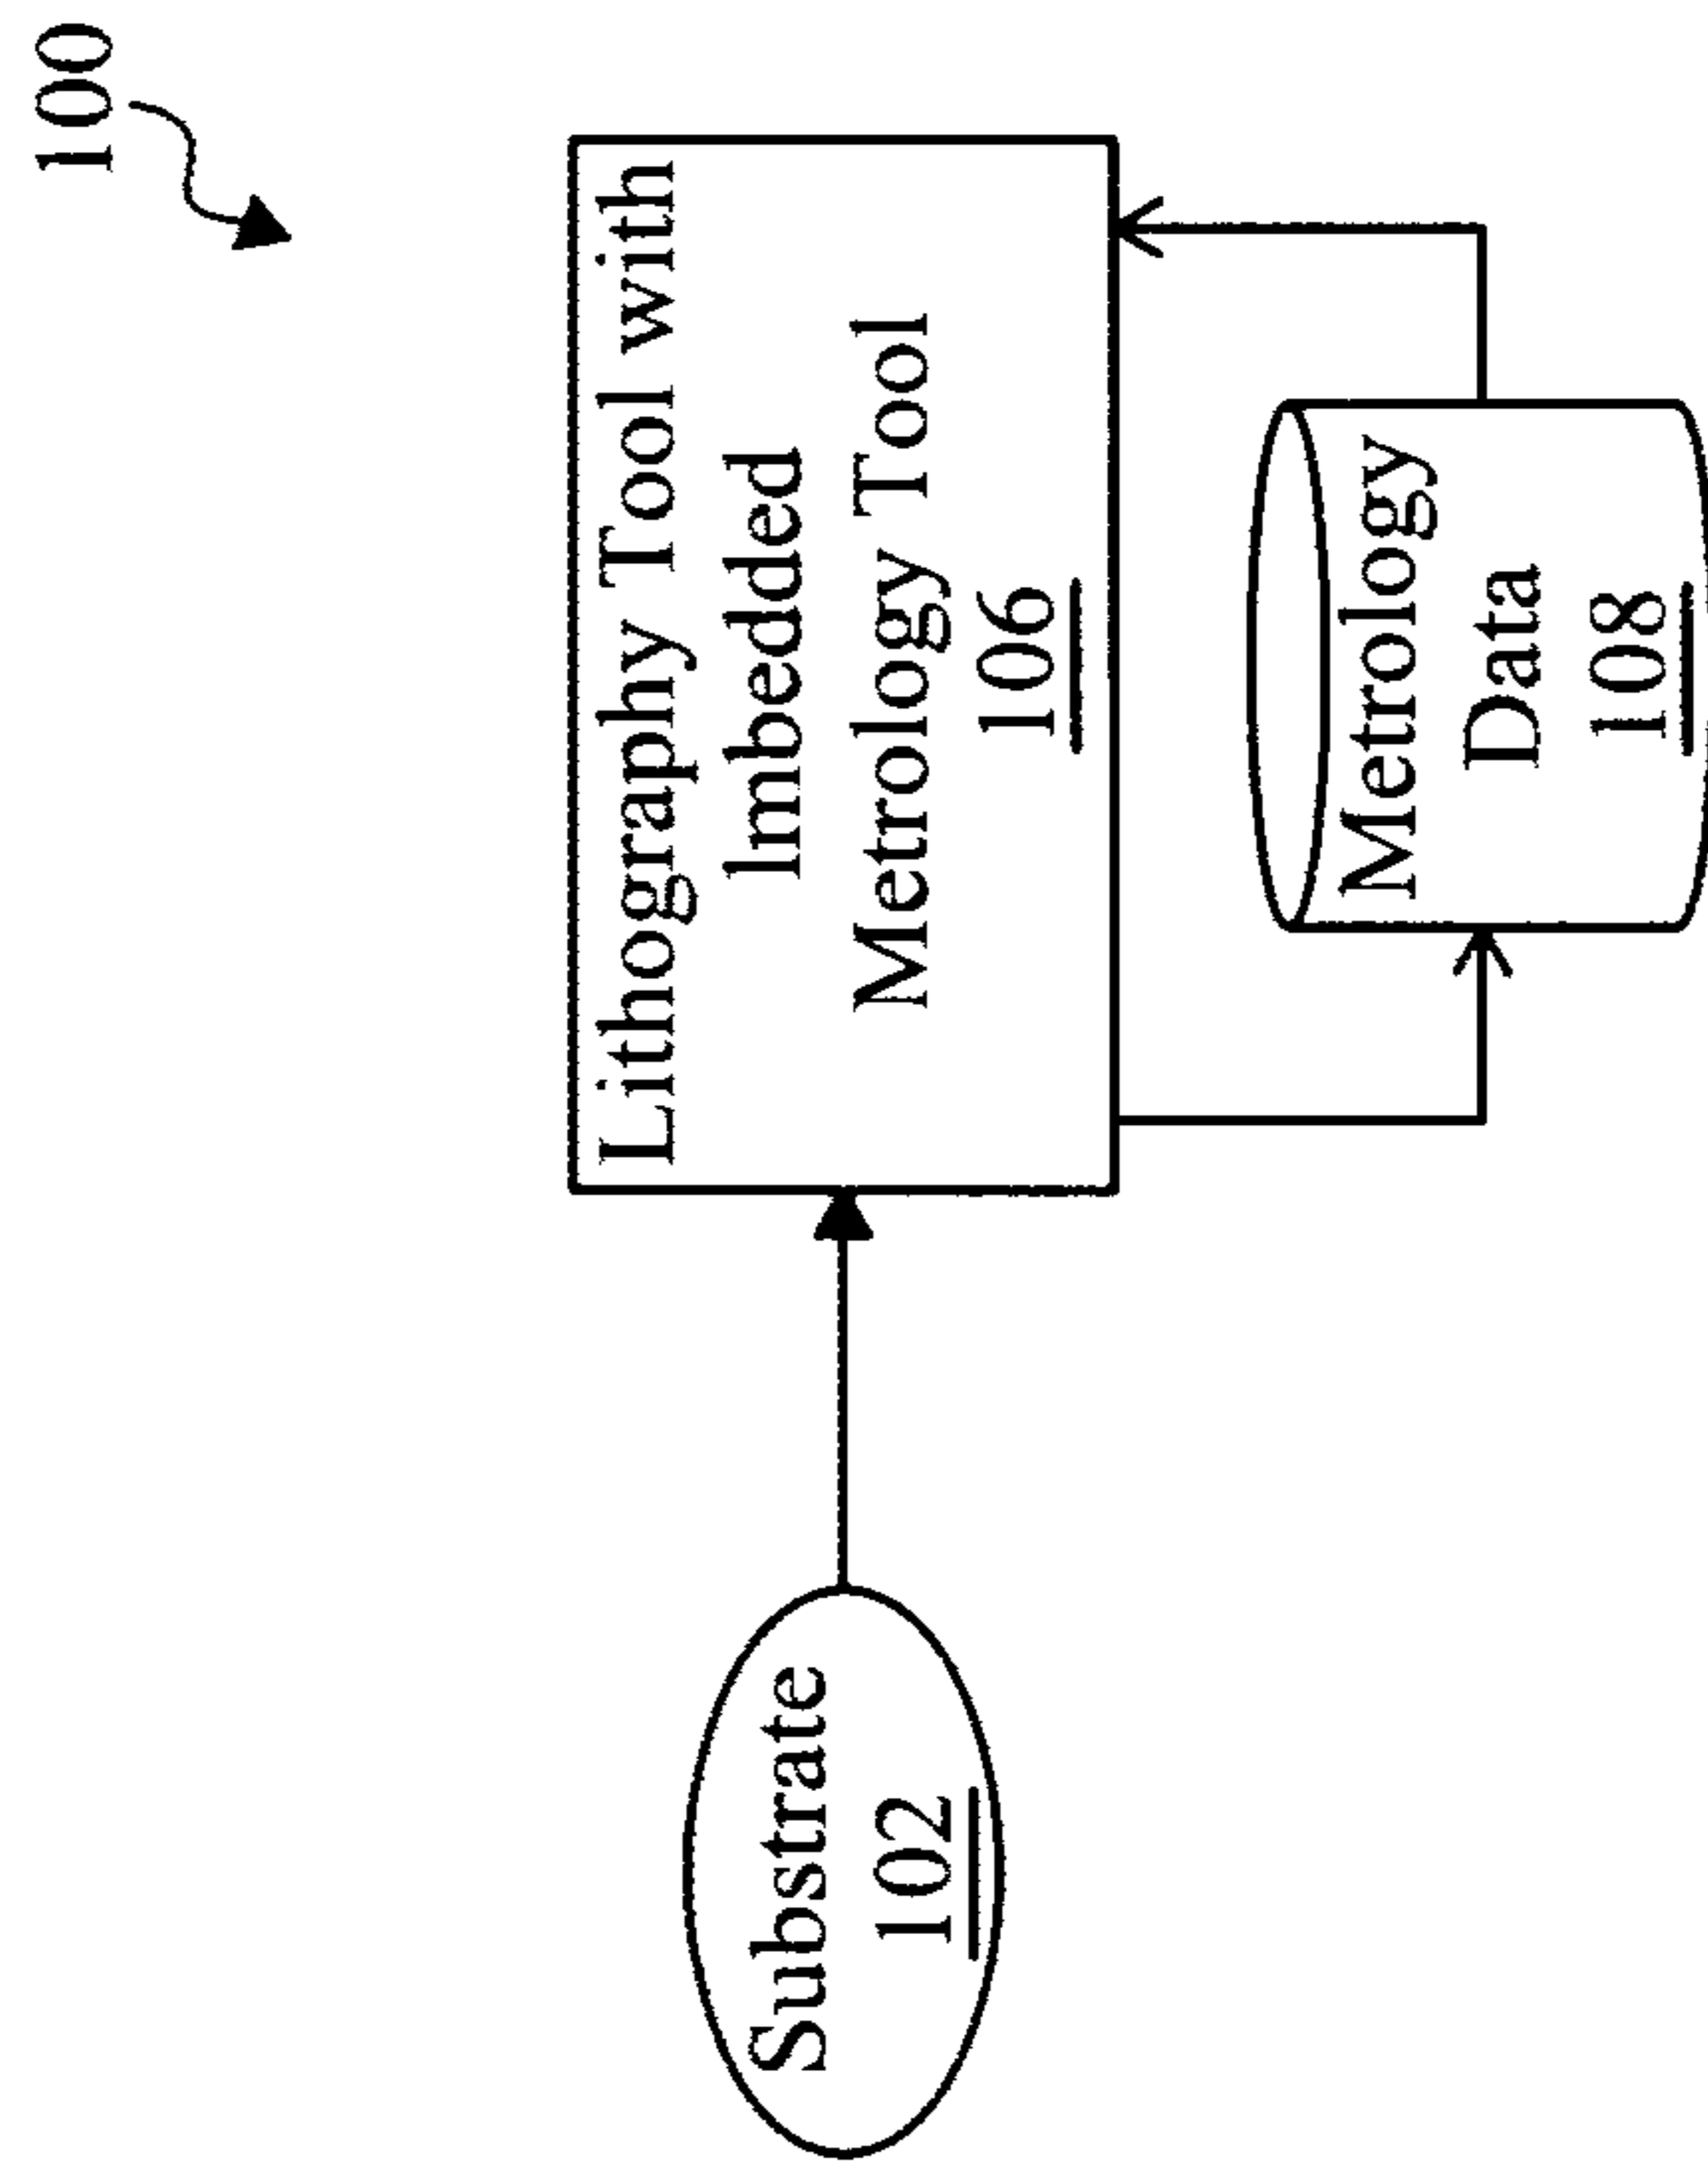 100
Lithography Tool with
lmbedded
Metrology Tool
106
Substrate
102
Metrology
Data
108